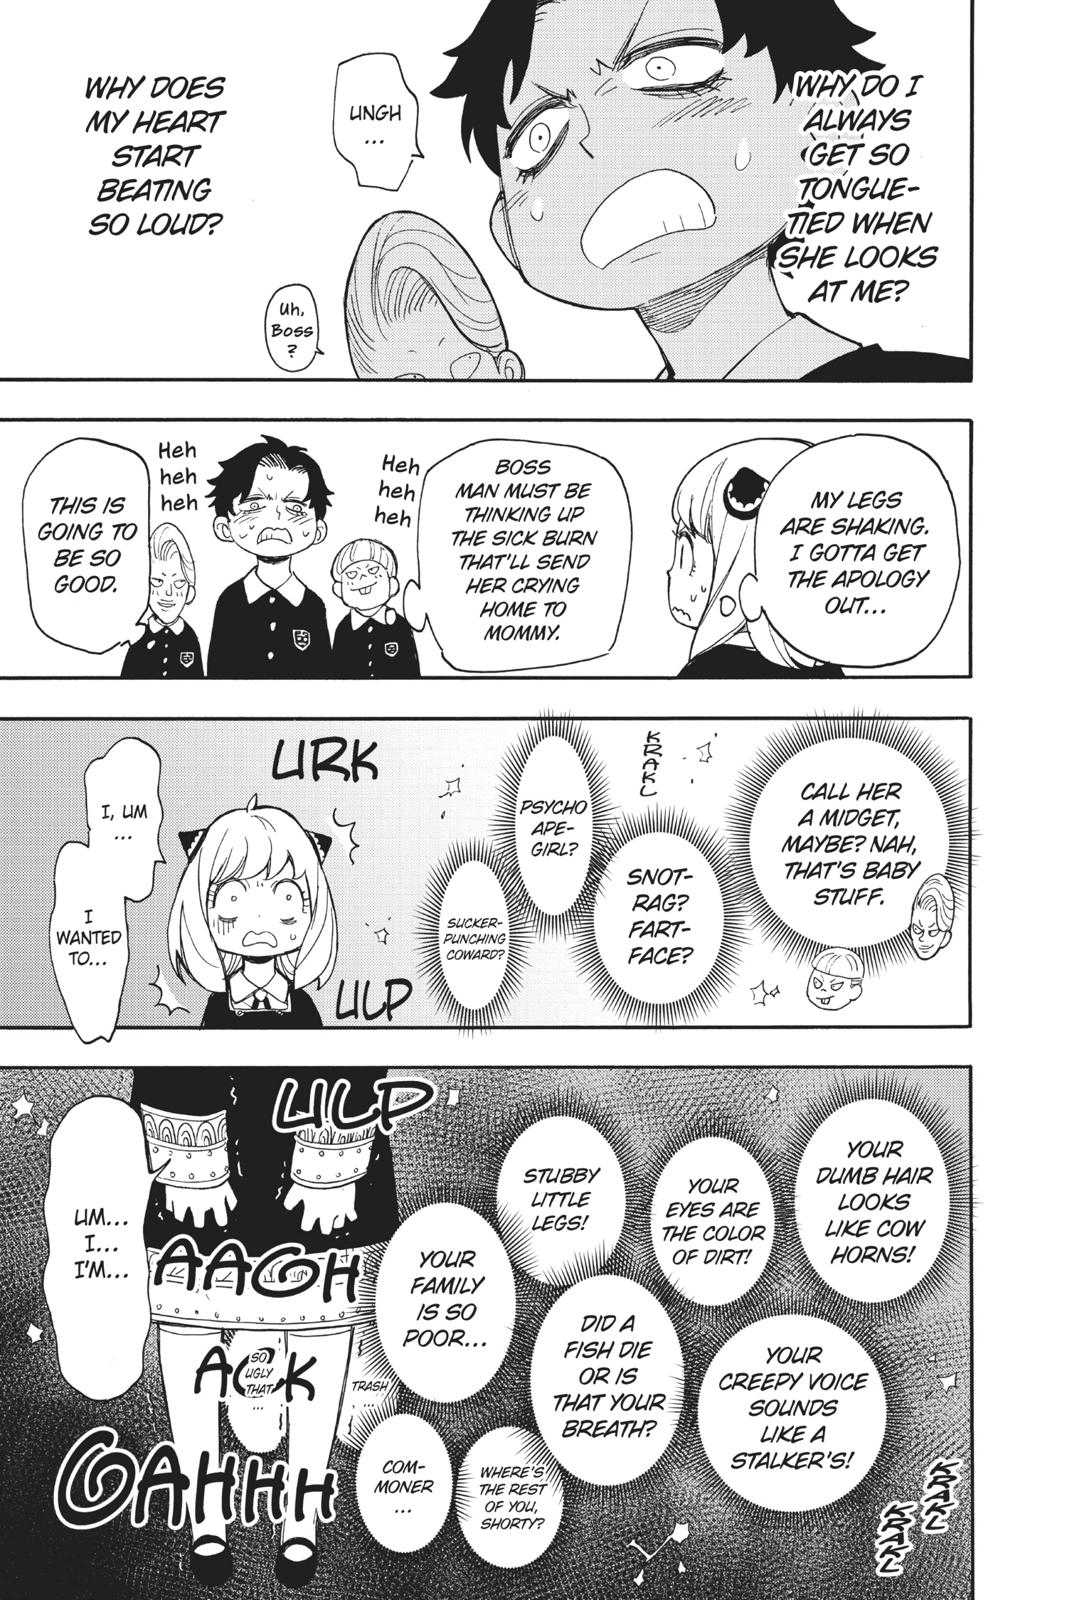 WHY DO I
ALWAYS
GET SO
TONGUE-
TIED WHEN
SHE LOOKS
AT ME?
UNGH
...
WHY DOES
MY HEART
START
BEATING
SO LOUD?
Uh,
Boss
?
MY LEGS
ARE SHAKING.
I GOTTA GET
THE APOLOGY
OUT...
BOSS
MAN MUST BE
THINKING UP
THE SICK BURN
THAT'LL SEND
HER CRYING
HOME TO
MOMMY.
Heh
heh
heh
Heh
heh
heh
THIS IS
GOING TO
BE SO
GOOD.
CALL HER
A MIDGET,
MAYBE? NAH,
THAT'S BABY
STUFF.
KRAKL
SNOT-
RAG?
FART-
FACE?
PSYCHO
APE-
GIRL?
SUCKER-
PUNCHING
COWARD?
URK
ULP
I, UM
...
I
WANTED
TO...
YOUR
DUMB HAIR
LOOKS
LIKE COW
HORNS!
YOUR
EYES ARE
THE COLOR
OF DIRT!
STUBBY
LITTLE
LEGS!
YOUR
CREEPY VOICE
SOUNDS
LIKE A
STALKER'S!
DID A
FISH DIE
OR IS
THAT YOUR
BREATH?
YOUR
FAMILY
IS SO
POOR...
WHERE'S
THE REST
OF YOU,
SHORTY?
COM-
MONER
...
TRASH
...
SO
UGLY
THAT
...
KRAKL
KRAKL
ULP
UM...
I...
I'M...
AAGH
ACK
GAHHH